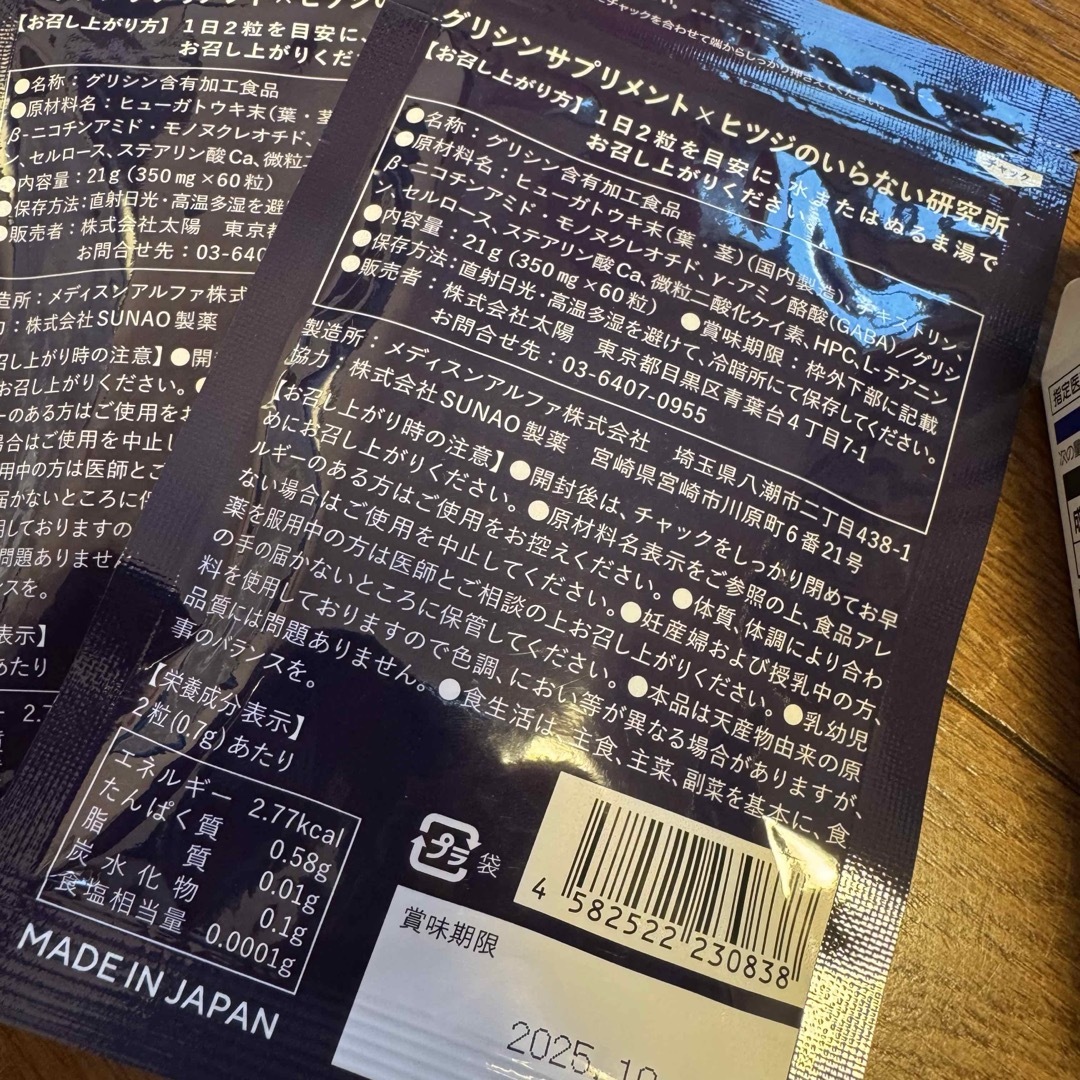 チャックを合わせて端からしっかり押さえてください。
チャック
グリシンサプリメント×ヒツジのいらない研究所
【お召し上がり方】1日2粒を目安に、水またはぬるま湯で
お召し上がりください。
●名称：グリシン含有加工食品
●原材料名：ヒューガトウキ末(葉・茎)(国内製造)、デキストリン、
β-ニコチンアミド・モノヌクレオチド、γ-アミノ酪酸(GABA)／グリシ
ン、セルロース、ステアリン酸Ca、微粒二酸化ケイ素、HPC、L-テアニン
●内容量：21g(350mg×60粒) ●賞味期限：枠外下部に記載
●保存方法：直射日光・高温多湿を避けて、冷暗所にて保存してください。
●販売者：株式会社太陽 東京都目黒区青葉台4丁目7-1
お問合せ先：03-6407-0955
製造所：メディスンアルファ株式会社 埼玉県八潮市二丁目438-1
協力：株式会社SUNAO製薬 宮崎県宮崎市川原町6番21号
【お召し上がり時の注意】●開封後は、チャックをしっかり閉めてお早
めにお召し上がりください。●原材料名表示をご参照の上、食品アレ
ルギーのある方はご使用をお控えください。●体質、体調により合わ
ない場合はご使用を中止してください。●妊産婦および授乳中の方、
薬を服用中の方は医師とご相談の上お召し上がりください。●乳幼児
の手の届かないところに保管してください。●本品は天産物由来の原
料を使用しておりますので色調、におい等が異なる場合がありますが、
品質には問題ありません。●食生活は、主食、主菜、副菜を基本に、食
事のバランスを。
【栄養成分表示】
2粒(0.7g)あたり
エネルギー 2.77kcal
たんぱく質 0.58g
脂質 0.01g
炭水化物 0.1g
食塩相当量 0.0001g
MADE IN JAPAN
プラ 袋
4 582522 230838
賞味期限
2025.10
【お召し上がり方】1日2粒を目安に、
お召し上がりくだ
●名称：グリシン含有加工食品
●原材料名：ヒューガトウキ末(葉・茎
β-ニコチンアミド・モノヌクレオチド、
ン、セルロース、ステアリン酸Ca、微粒二
●内容量：21g(350mg×60粒)
●保存方法：直射日光・高温多湿を避
●販売者：株式会社太陽 東京都
お問合せ先：03-640
造所：メディスンアルファ株式
力：株式会社SUNAO製薬
召し上がり時の注意】●開
お召し上がりください。●
ーのある方はご使用をお
場合はご使用を中止し
用中の方は医師とご
届かないところに保
用しておりますの
問題ありません
ンスを。
表示】
あたり
ー 2.7
指定医